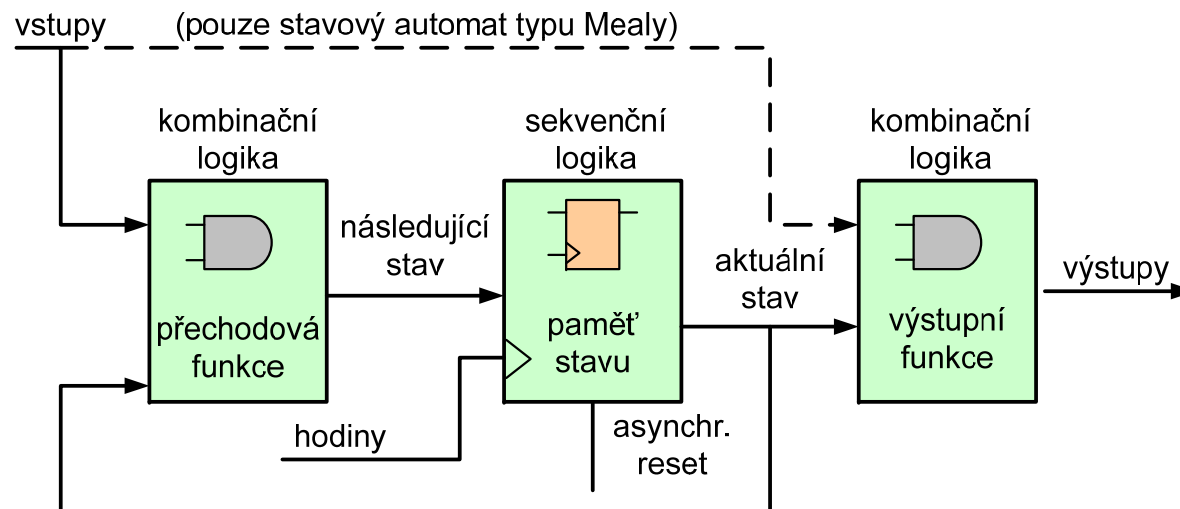 vstupy
(pouze stavový automat typu Mealy)
kombinační
logika
sekvenční
logika
kombinační
logika
následující
stav
aktuální
stav
výstupy
přechodová
funkce
paměť
stavu
výstupní
funkce
hodiny
asynchr.
reset